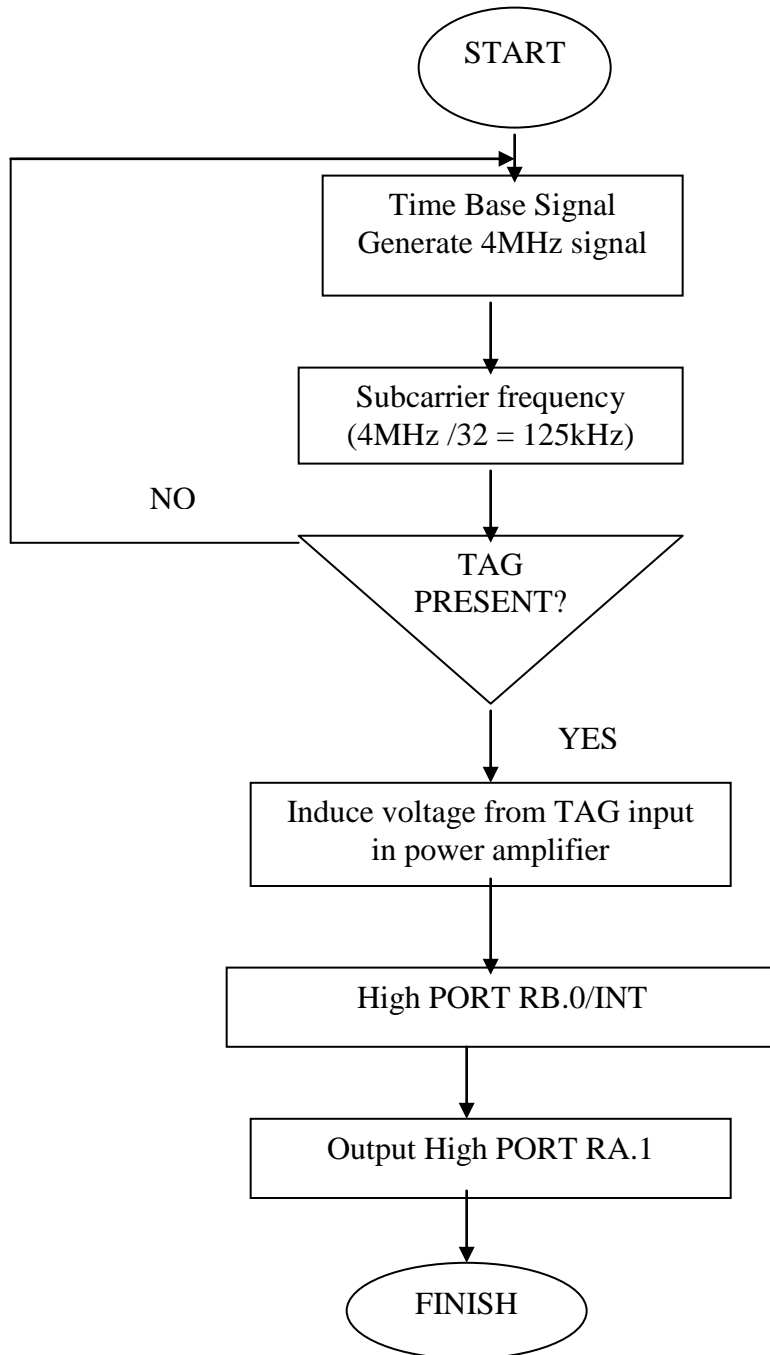 START
Time Base Signal
Generate 4MHz signal
Subcarrier frequency
(4MHz /32 = 125kHz)
NO
TAG
PRESENT?
YES
Induce voltage from TAG input
in power amplifier
High PORT RB.0/INT
Output High PORT RA.1
FINISH